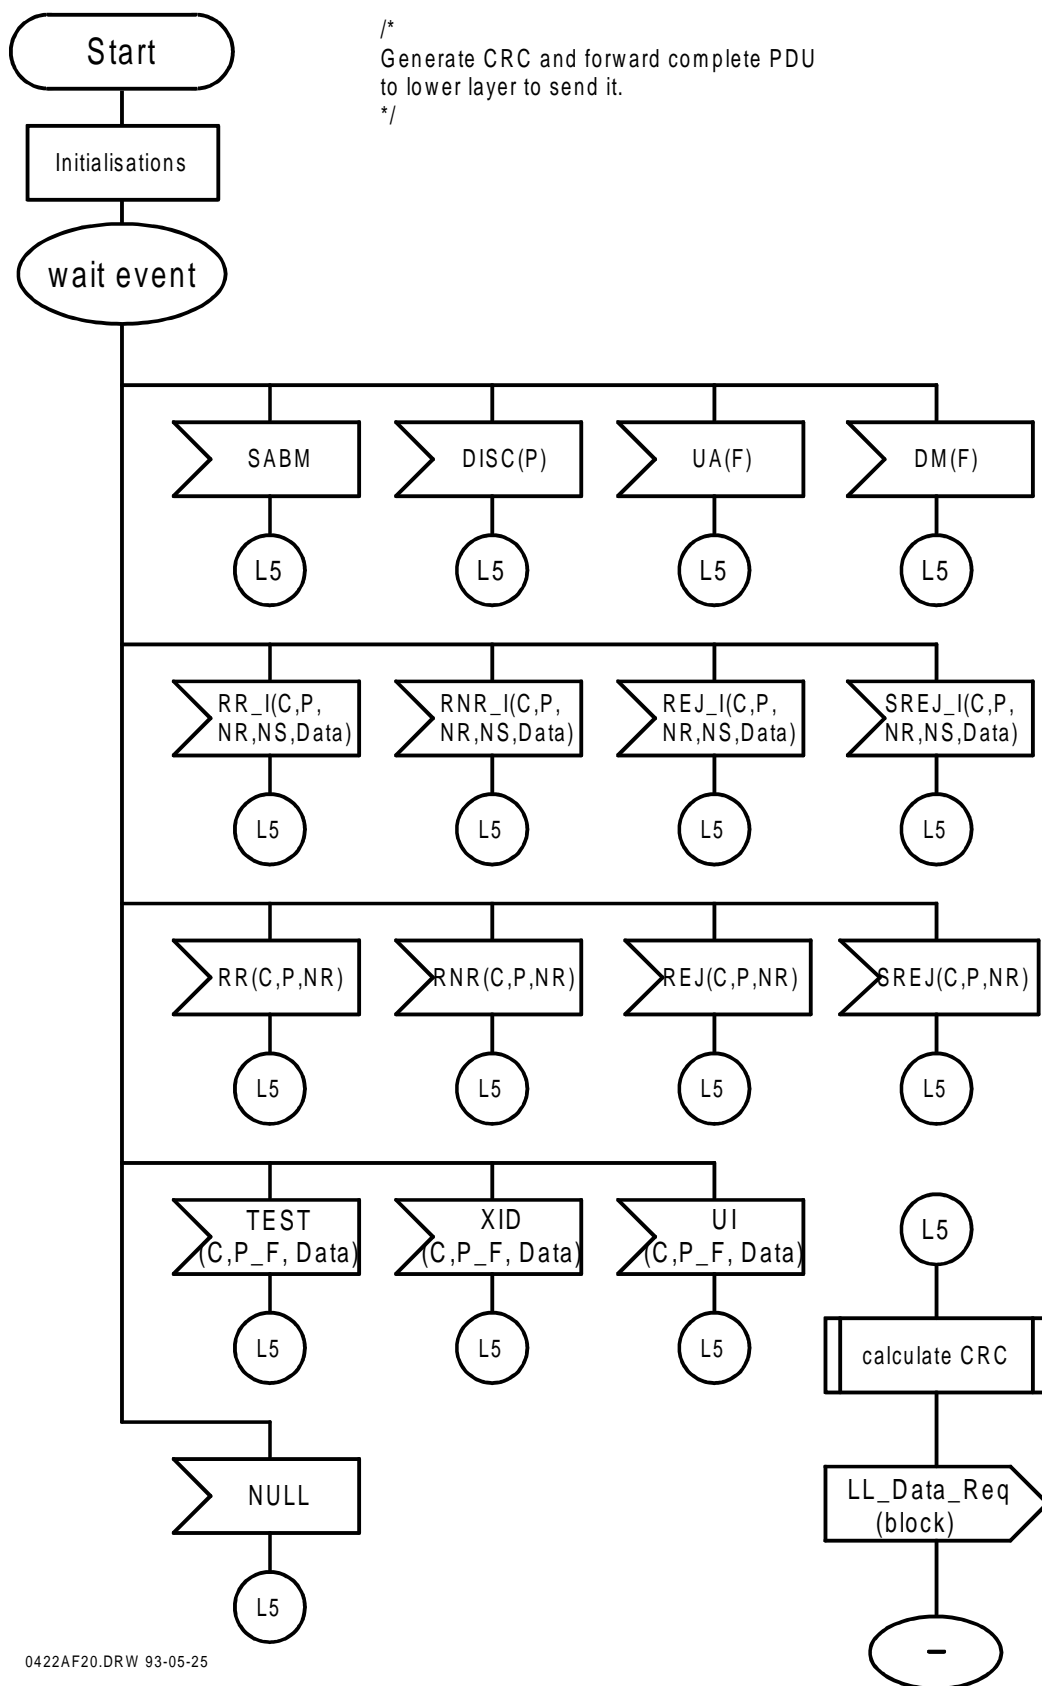 Start
/*
Generate CRC and forward complete PDU
to lower layer to send it.
*/
Initialisations
wait event
SABM
DISC(P)
UA(F)
DM(F)
L5
L5
L5
L5
RR_I(C,P,
NR,NS,Data)
RNR_I(C,P,
NR,NS,Data)
REJ_I(C,P,
NR,NS,Data)
SREJ_I(C,P,
NR,NS,Data)
L5
L5
L5
L5
RR(C,P,NR)
RNR(C,P,NR)
REJ(C,P,NR)
SREJ(C,P,NR)
L5
L5
L5
L5
TEST
(C,P_F, Data)
XID
(C,P_F, Data)
UI
(C,P_F, Data)
L5
L5
L5
L5
calculate CRC
NULL
LL_Data_Req
(block)
L5
–
0422AF20.DRW 93-05-25